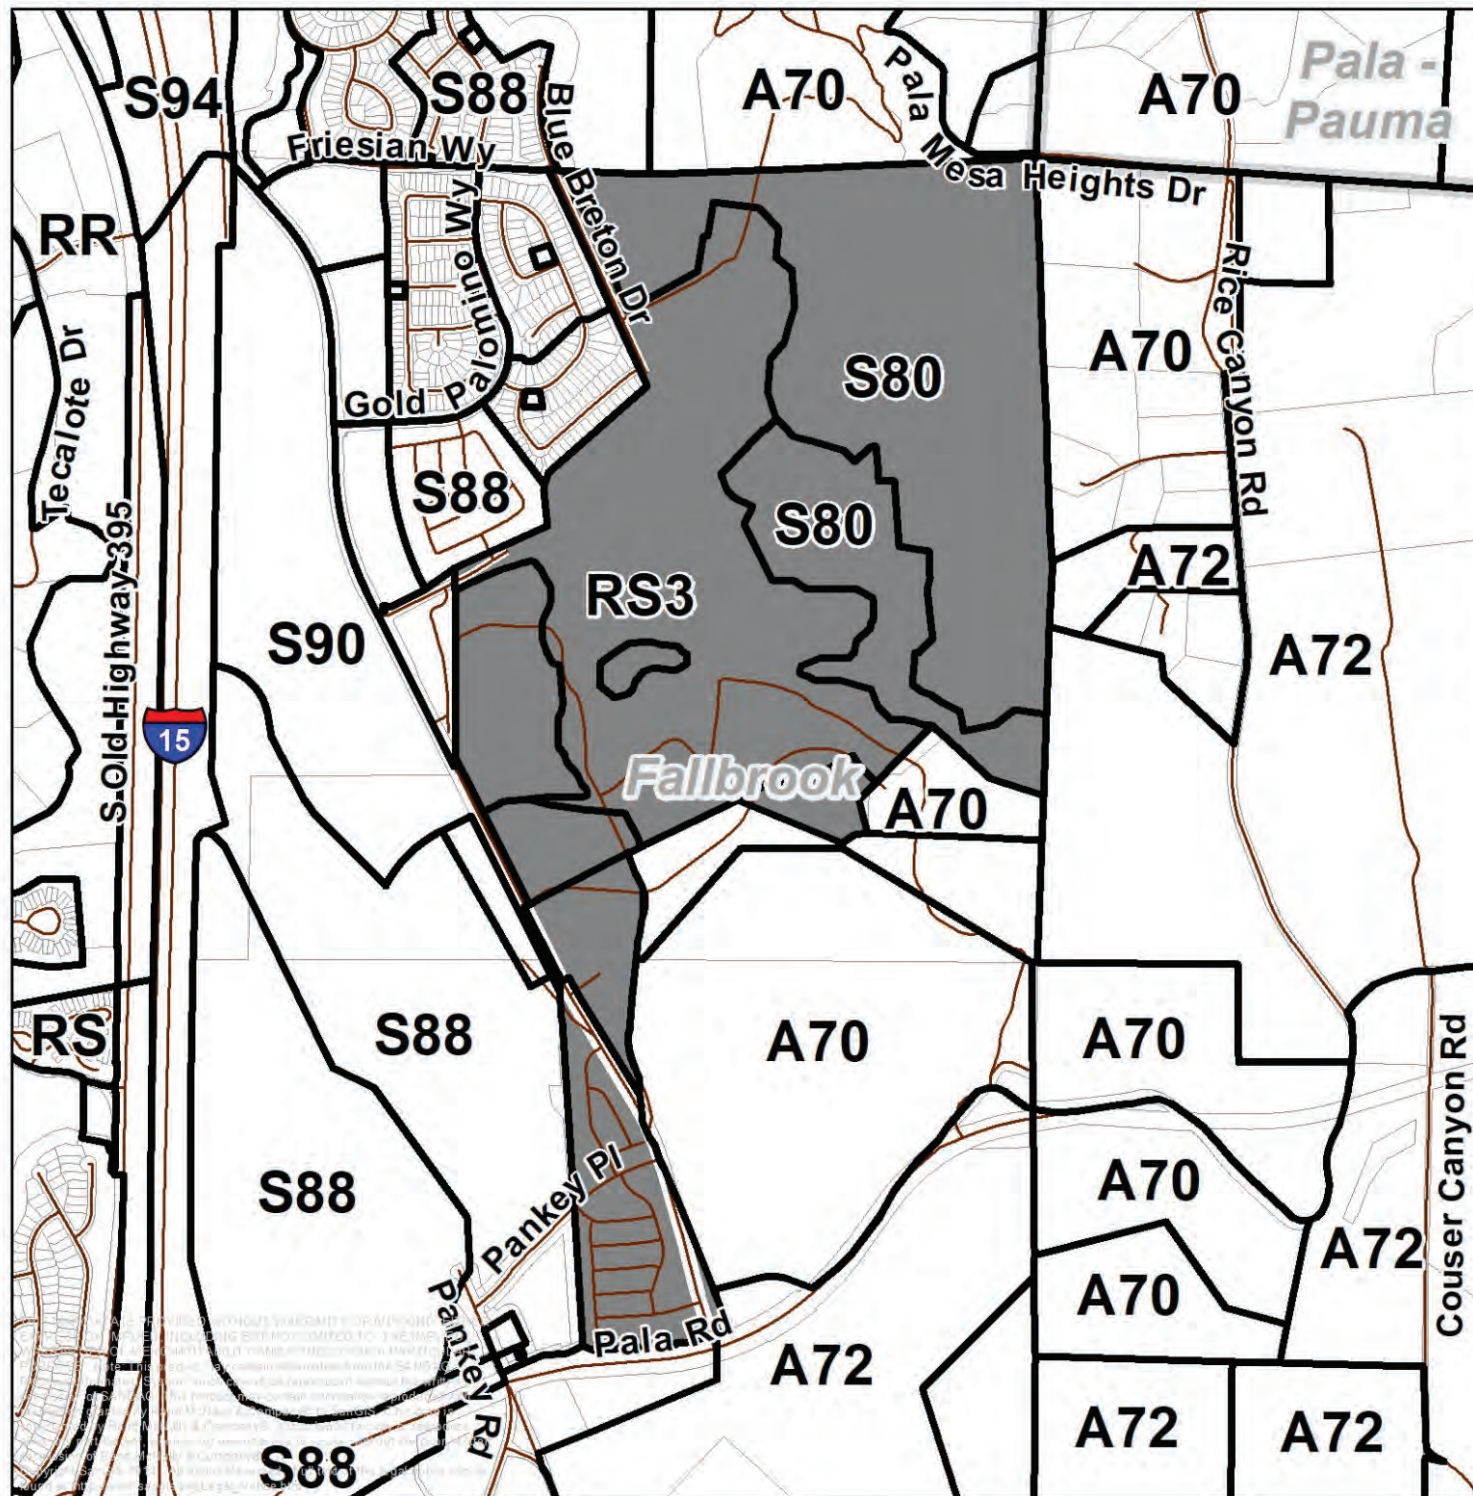 S94
S88
A70
Pala Mesa Heights Dr
A70
Pala -
Pauma
Friesian Wy
Blue Breton Dr
RR
Palomino Wy
Gold
Tecalote Dr
S80
A70
Rice Canyon Rd
S88
S80
A72
RS3
S90
A72
S Old Highway 395
15
Fallbrook
A70
RS
S88
A70
A70
Couser Canyon Rd
S88
Pankey Pl
A70
A72
A70
Pankey Rd
Pala Rd
A72
A72
A72
S88